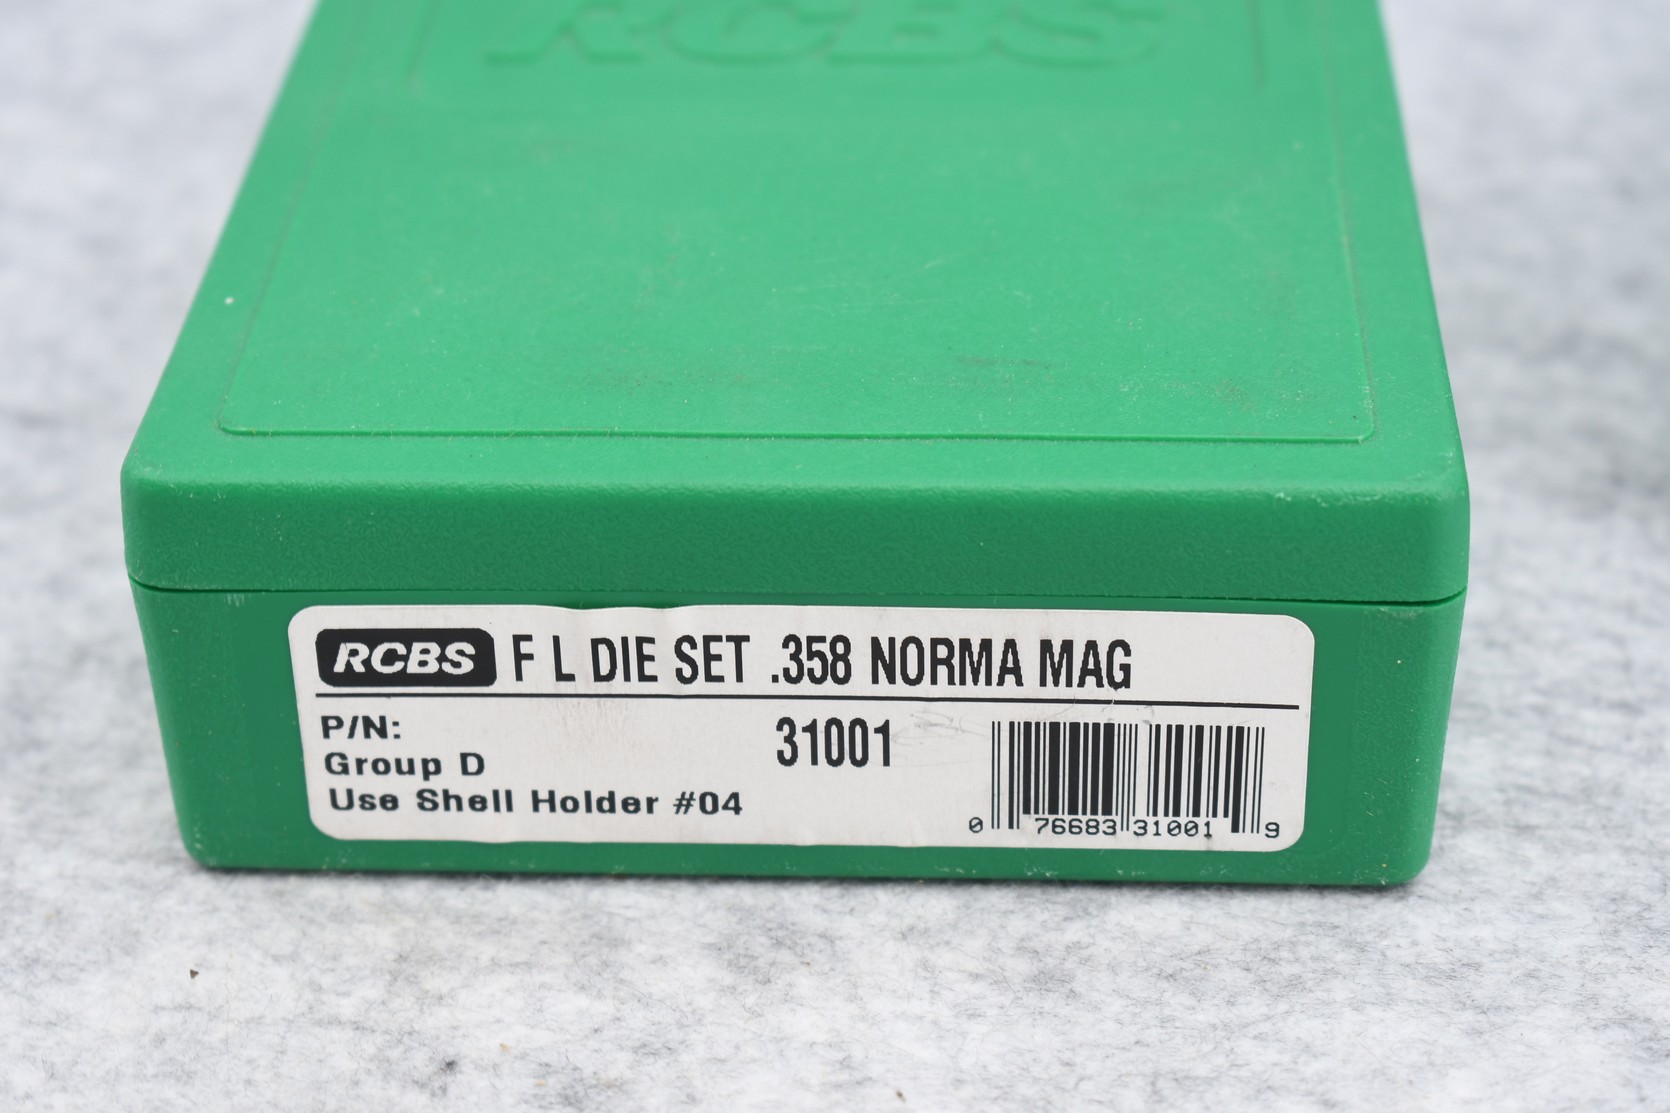 RCBS
RCBS F L DIE SET .358 NORMA MAG
P/N: 31001
Group D
Use Shell Holder #04
0 76683 31001 9